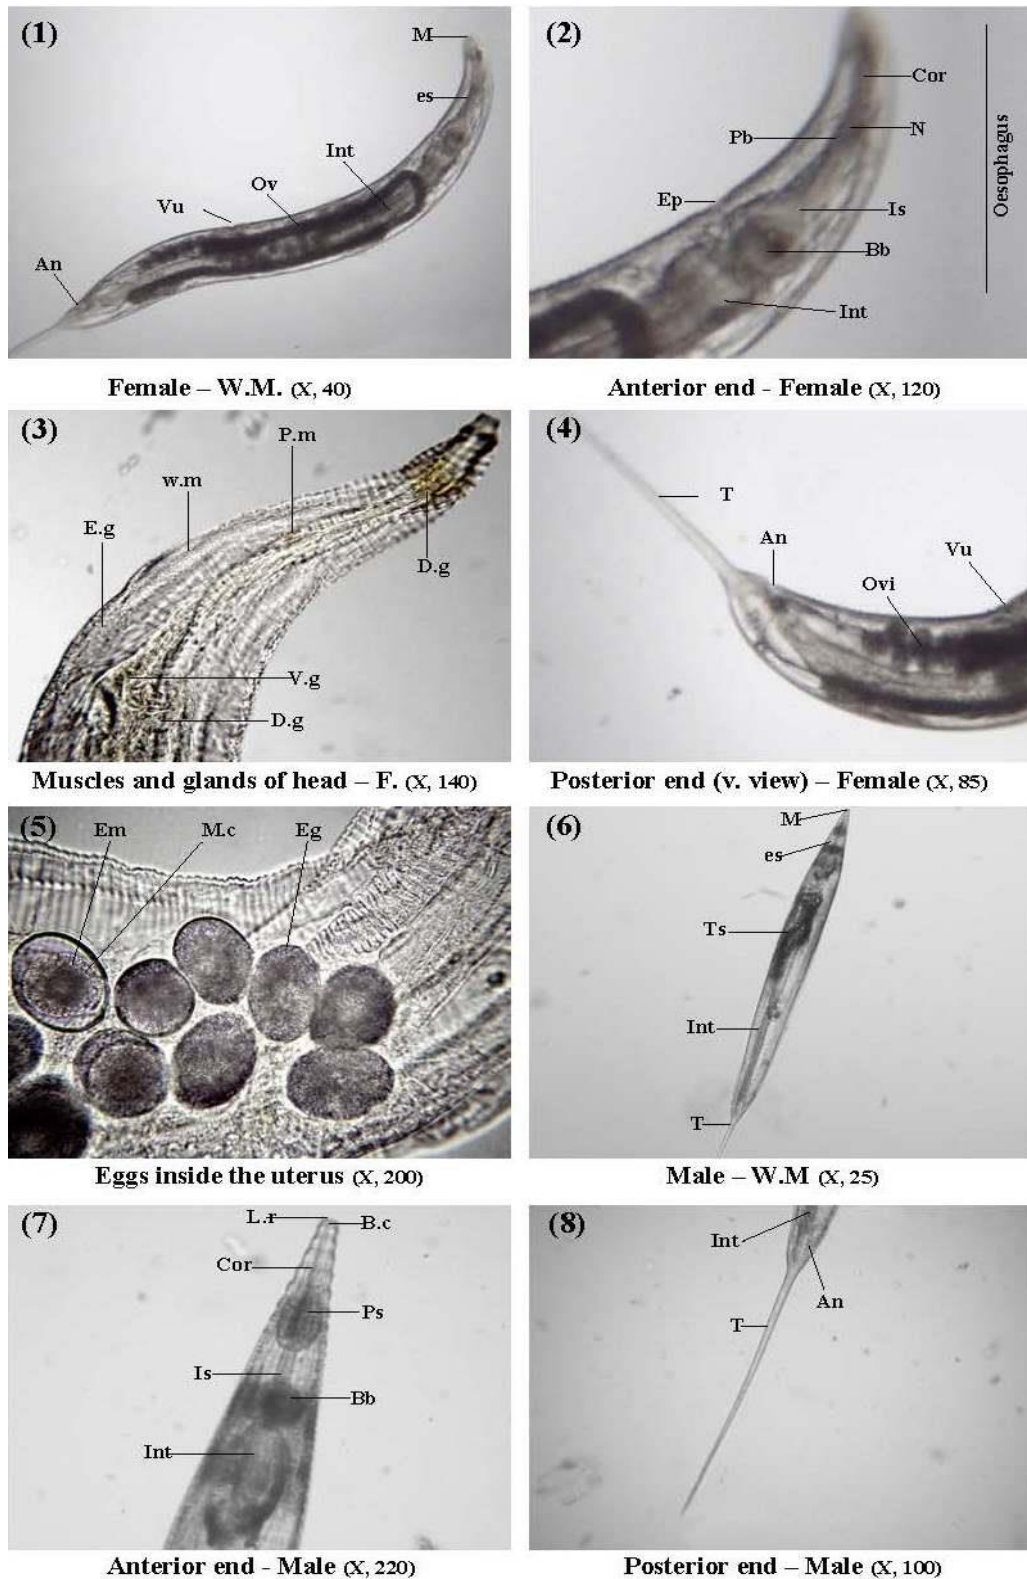 (1)
M
es
Int
Ov
Vu
An
Female – W.M. (X, 40)
(2)
Cor
N
Pb
Ep
Is
Bb
Int
Oesophagus
Anterior end - Female (X, 120)
(3)
P.m
w.m
E.g
D.g
V.g
D.g
Muscles and glands of head – F. (X, 140)
(4)
T
An
Vu
Ovi
Posterior end (v. view) – Female (X, 85)
(5)
Em
M.c
Eg
Eggs inside the uterus (X, 200)
(6)
M
es
Ts
Int
T
Male – W.M (X, 25)
(7)
L.r
B.c
Cor
Ps
Is
Bb
Int
Anterior end - Male (X, 220)
(8)
Int
An
T
Posterior end – Male (X, 100)